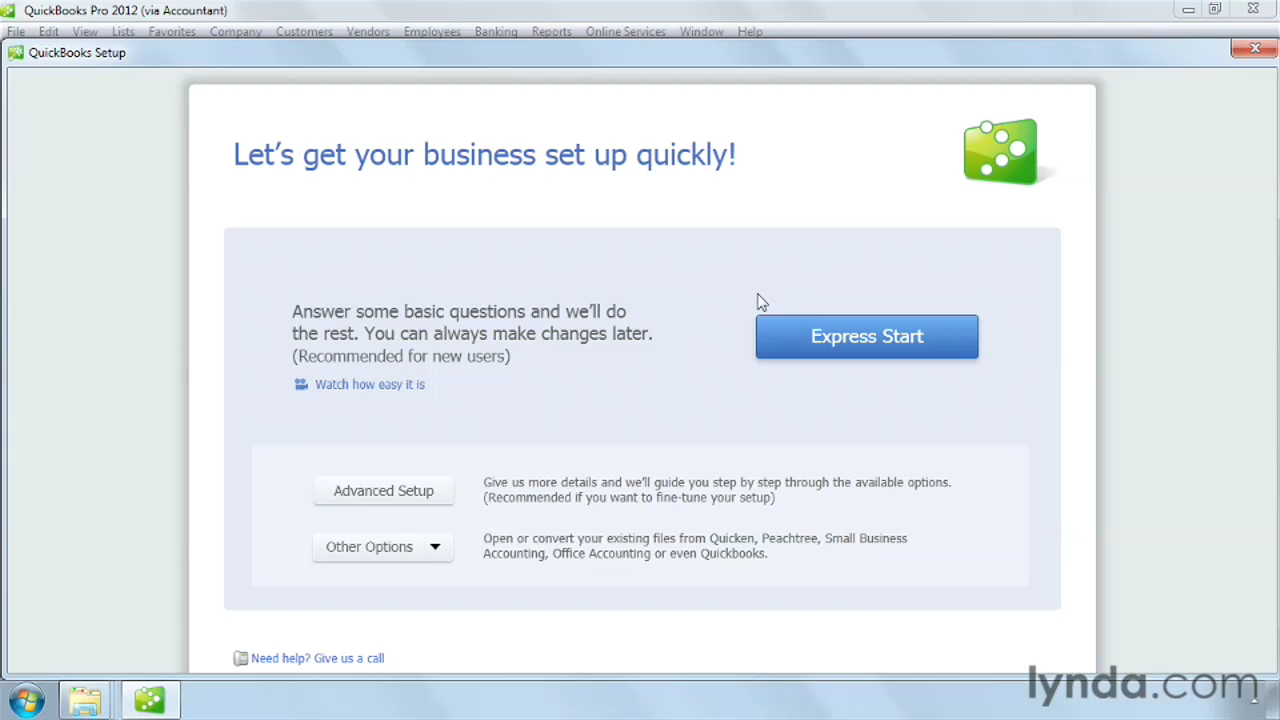 QuickBooks Pro 2012 (via Accountant)
File Edit View Lists Favorites Company Customers Vendors Employees Banking Reports Online Services Window Help
QuickBooks Setup
Let's get your business set up quickly!
Answer some basic questions and we'll do
the rest. You can always make changes later.
(Recommended for new users)
Watch how easy it is
Express Start
Advanced Setup
Give us more details and we'll guide you step by step through the available options.
(Recommended if you want to fine-tune your setup)
Other Options
Open or convert your existing files from Quicken, Peachtree, Small Business
Accounting, Office Accounting or even Quickbooks.
Need help? Give us a call
lynda.com